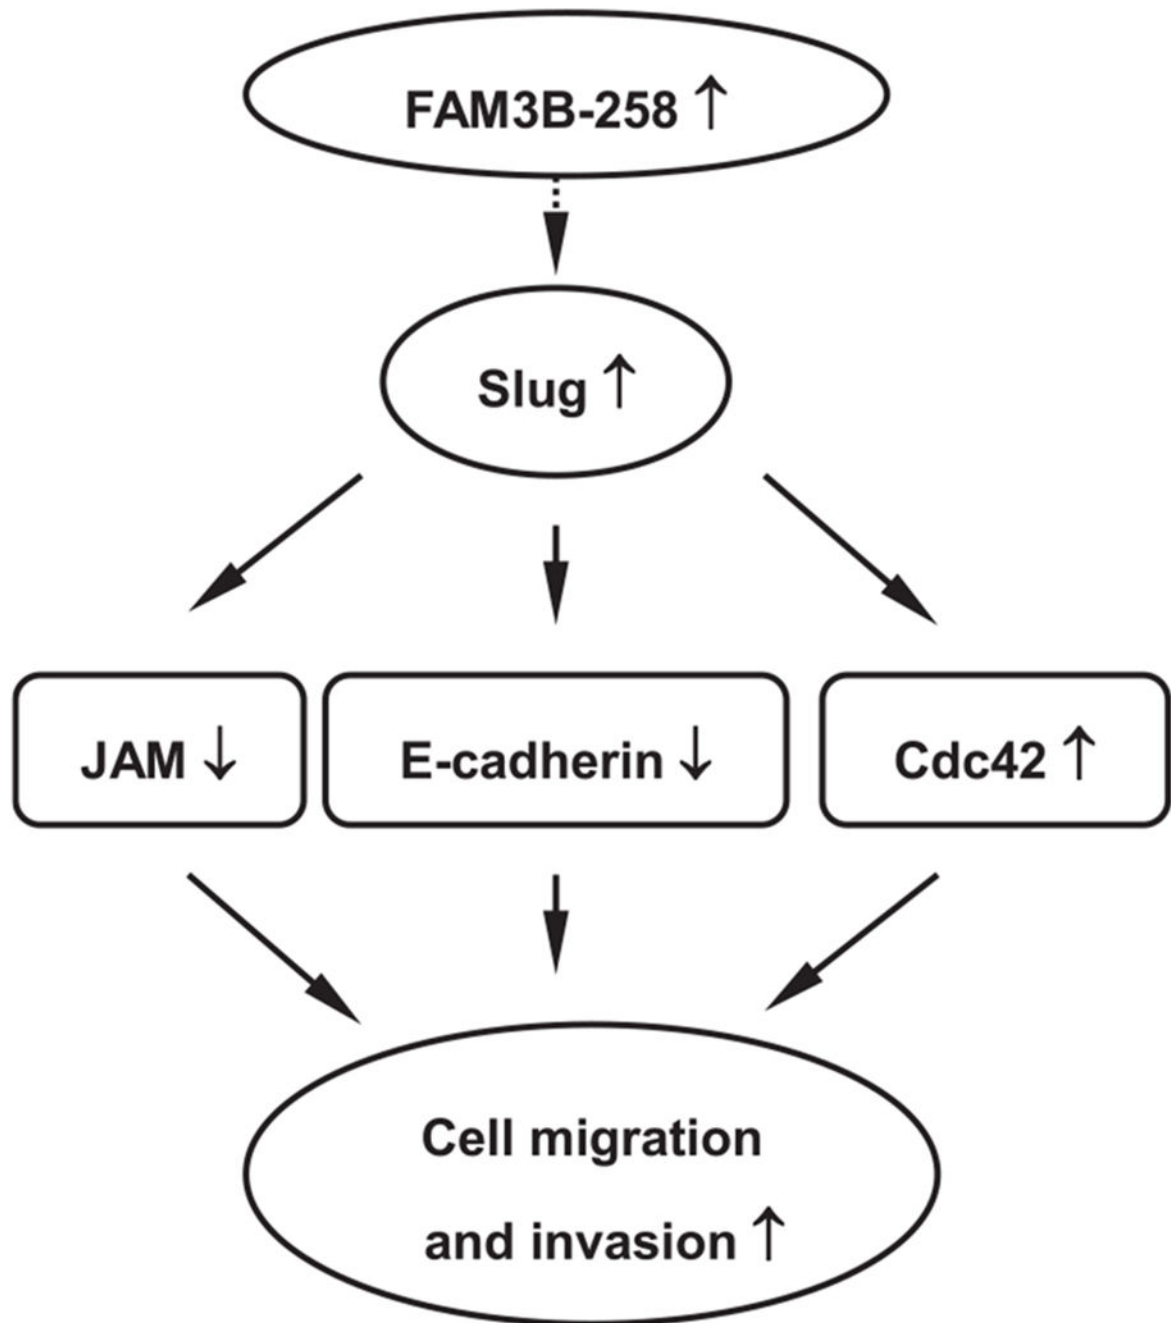 FAM3B-258 ↑
Slug ↑
JAM ↓
E-cadherin ↓
Cdc42 ↑
Cell migration
and invasion ↑